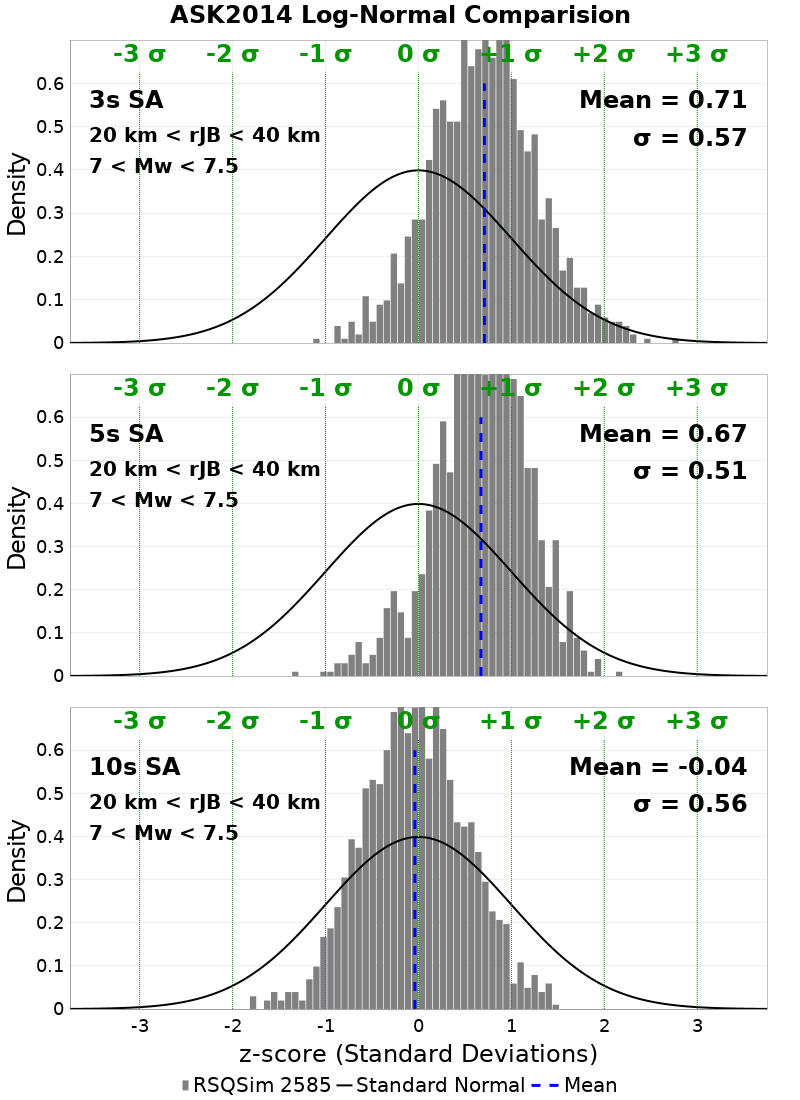 ASK2014 Log-Normal Comparision
-3 σ -2 σ -1 σ 0 σ +1 σ +2 σ +3 σ
3s SA
20 km < rJB < 40 km
7 < Mw < 7.5
Mean = 0.71
σ = 0.57
Density
0.6
0.5
0.4
0.3
0.2
0.1
0
-3 σ -2 σ -1 σ 0 σ +1 σ +2 σ +3 σ
5s SA
20 km < rJB < 40 km
7 < Mw < 7.5
Mean = 0.67
σ = 0.51
Density
0.6
0.5
0.4
0.3
0.2
0.1
0
-3 σ -2 σ -1 σ 0 σ +1 σ +2 σ +3 σ
10s SA
20 km < rJB < 40 km
7 < Mw < 7.5
Mean = -0.04
σ = 0.56
Density
0.6
0.5
0.4
0.3
0.2
0.1
0
-3 -2 -1 0 1 2 3
z-score (Standard Deviations)
RSQSim 2585 Standard Normal Mean